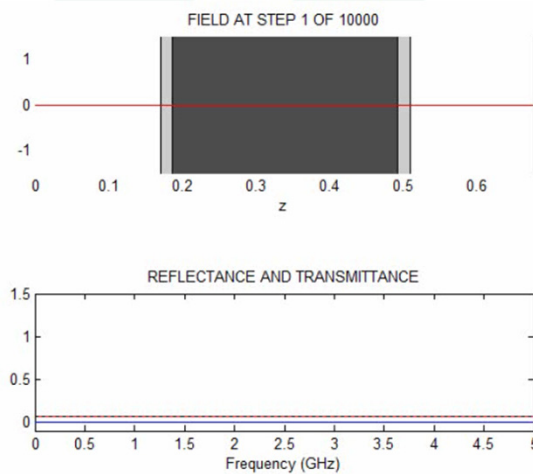 FIELD AT STEP 1 OF 10000
1
0
-1
0 0.1 0.2 0.3 0.4 0.5 0.6
z
REFLECTANCE AND TRANSMITTANCE
1.5
1
0.5
0
0 0.5 1 1.5 2 2.5 3 3.5 4 4.5
Frequency (GHz)